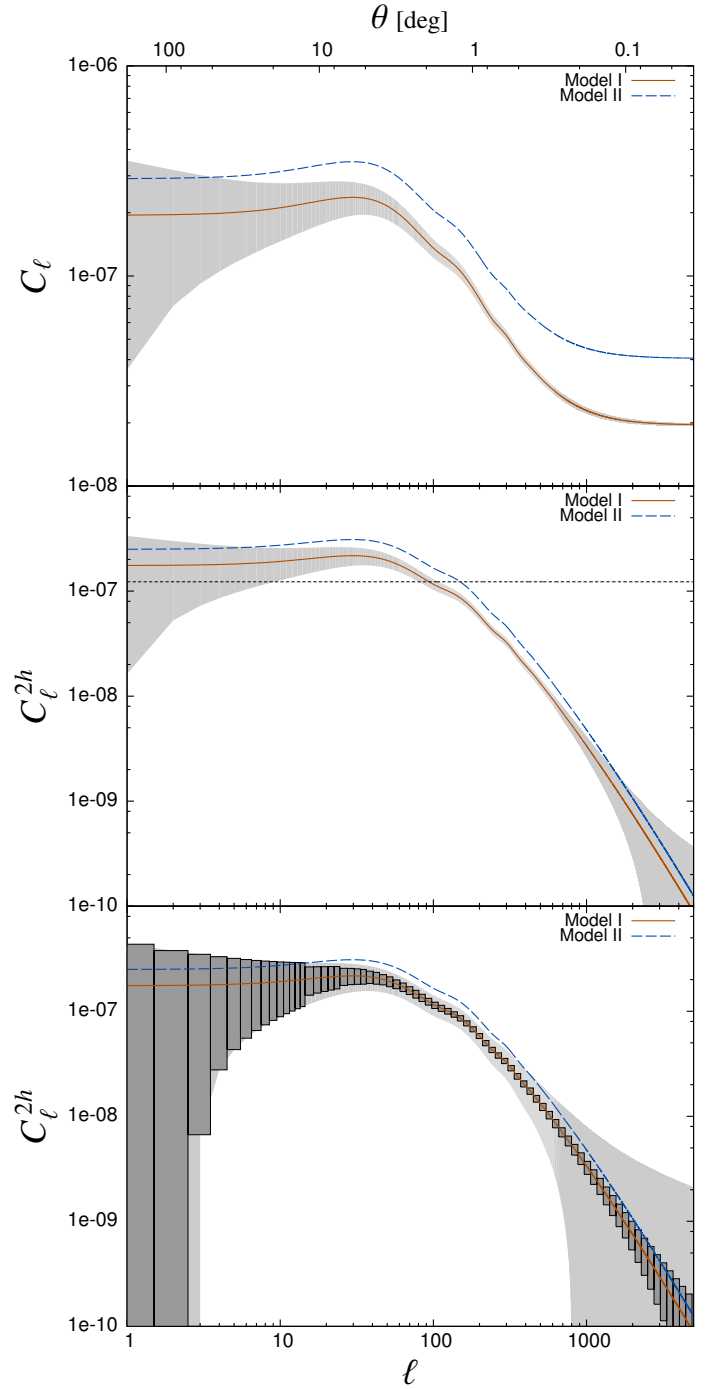 θ [deg]
100 10 1 0.1
1e-06
Model I
Model II
1e-07
C_ℓ
1e-08
Model I
Model II
1e-07
1e-08
C_ℓ^{2h}
1e-09
1e-10
Model I
Model II
1e-07
1e-08
C_ℓ^{2h}
1e-09
1e-10
1 10 100 1000
ℓ